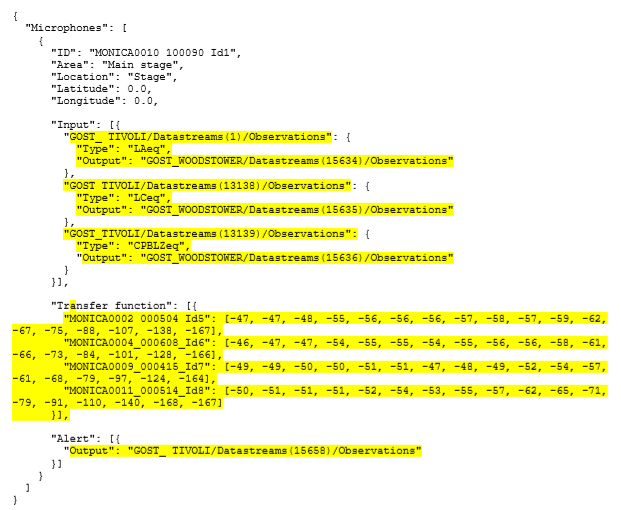 {
  "Microphones": [
    {
      "ID": "MONICA0010 100090 Id1",
      "Area": "Main stage",
      "Location": "Stage",
      "Latitude": 0.0,
      "Longitude": 0.0,

      "Input": [{
        "GOST_ TIVOLI/Datastreams(1)/Observations": {
          "Type": "LAeq",
          "Output": "GOST_WOODSTOWER/Datastreams(15634)/Observations"
        },
        "GOST TIVOLI/Datastreams(13138)/Observations": {
          "Type": "LCeq",
          "Output": "GOST_WOODSTOWER/Datastreams(15635)/Observations"
        },
        "GOST_TIVOLI/Datastreams(13139)/Observations": {
          "Type": "CPBLZeq",
          "Output": "GOST_WOODSTOWER/Datastreams(15636)/Observations"
        }
      }],

      "Transfer function": [{
        "MONICA0002 000504 Id5": [-47, -47, -48, -55, -56, -56, -56, -57, -58, -57, -59, -62,
-67, -75, -88, -107, -138, -167],
        "MONICA0004_000608_Id6": [-46, -47, -47, -54, -55, -55, -54, -55, -56, -56, -58, -61,
-66, -73, -84, -101, -128, -166],
        "MONICA0009_000415_Id7": [-49, -49, -50, -50, -51, -51, -47, -48, -49, -52, -54, -57,
-61, -68, -79, -97, -124, -164],
        "MONICA0011_000514_Id8": [-50, -51, -51, -51, -52, -54, -53, -55, -57, -62, -65, -71,
-79, -91, -110, -140, -168, -167]
      }],

      "Alert": [{
        "Output": "GOST_ TIVOLI/Datastreams(15658)/Observations"
      }]
    }
  ]
}